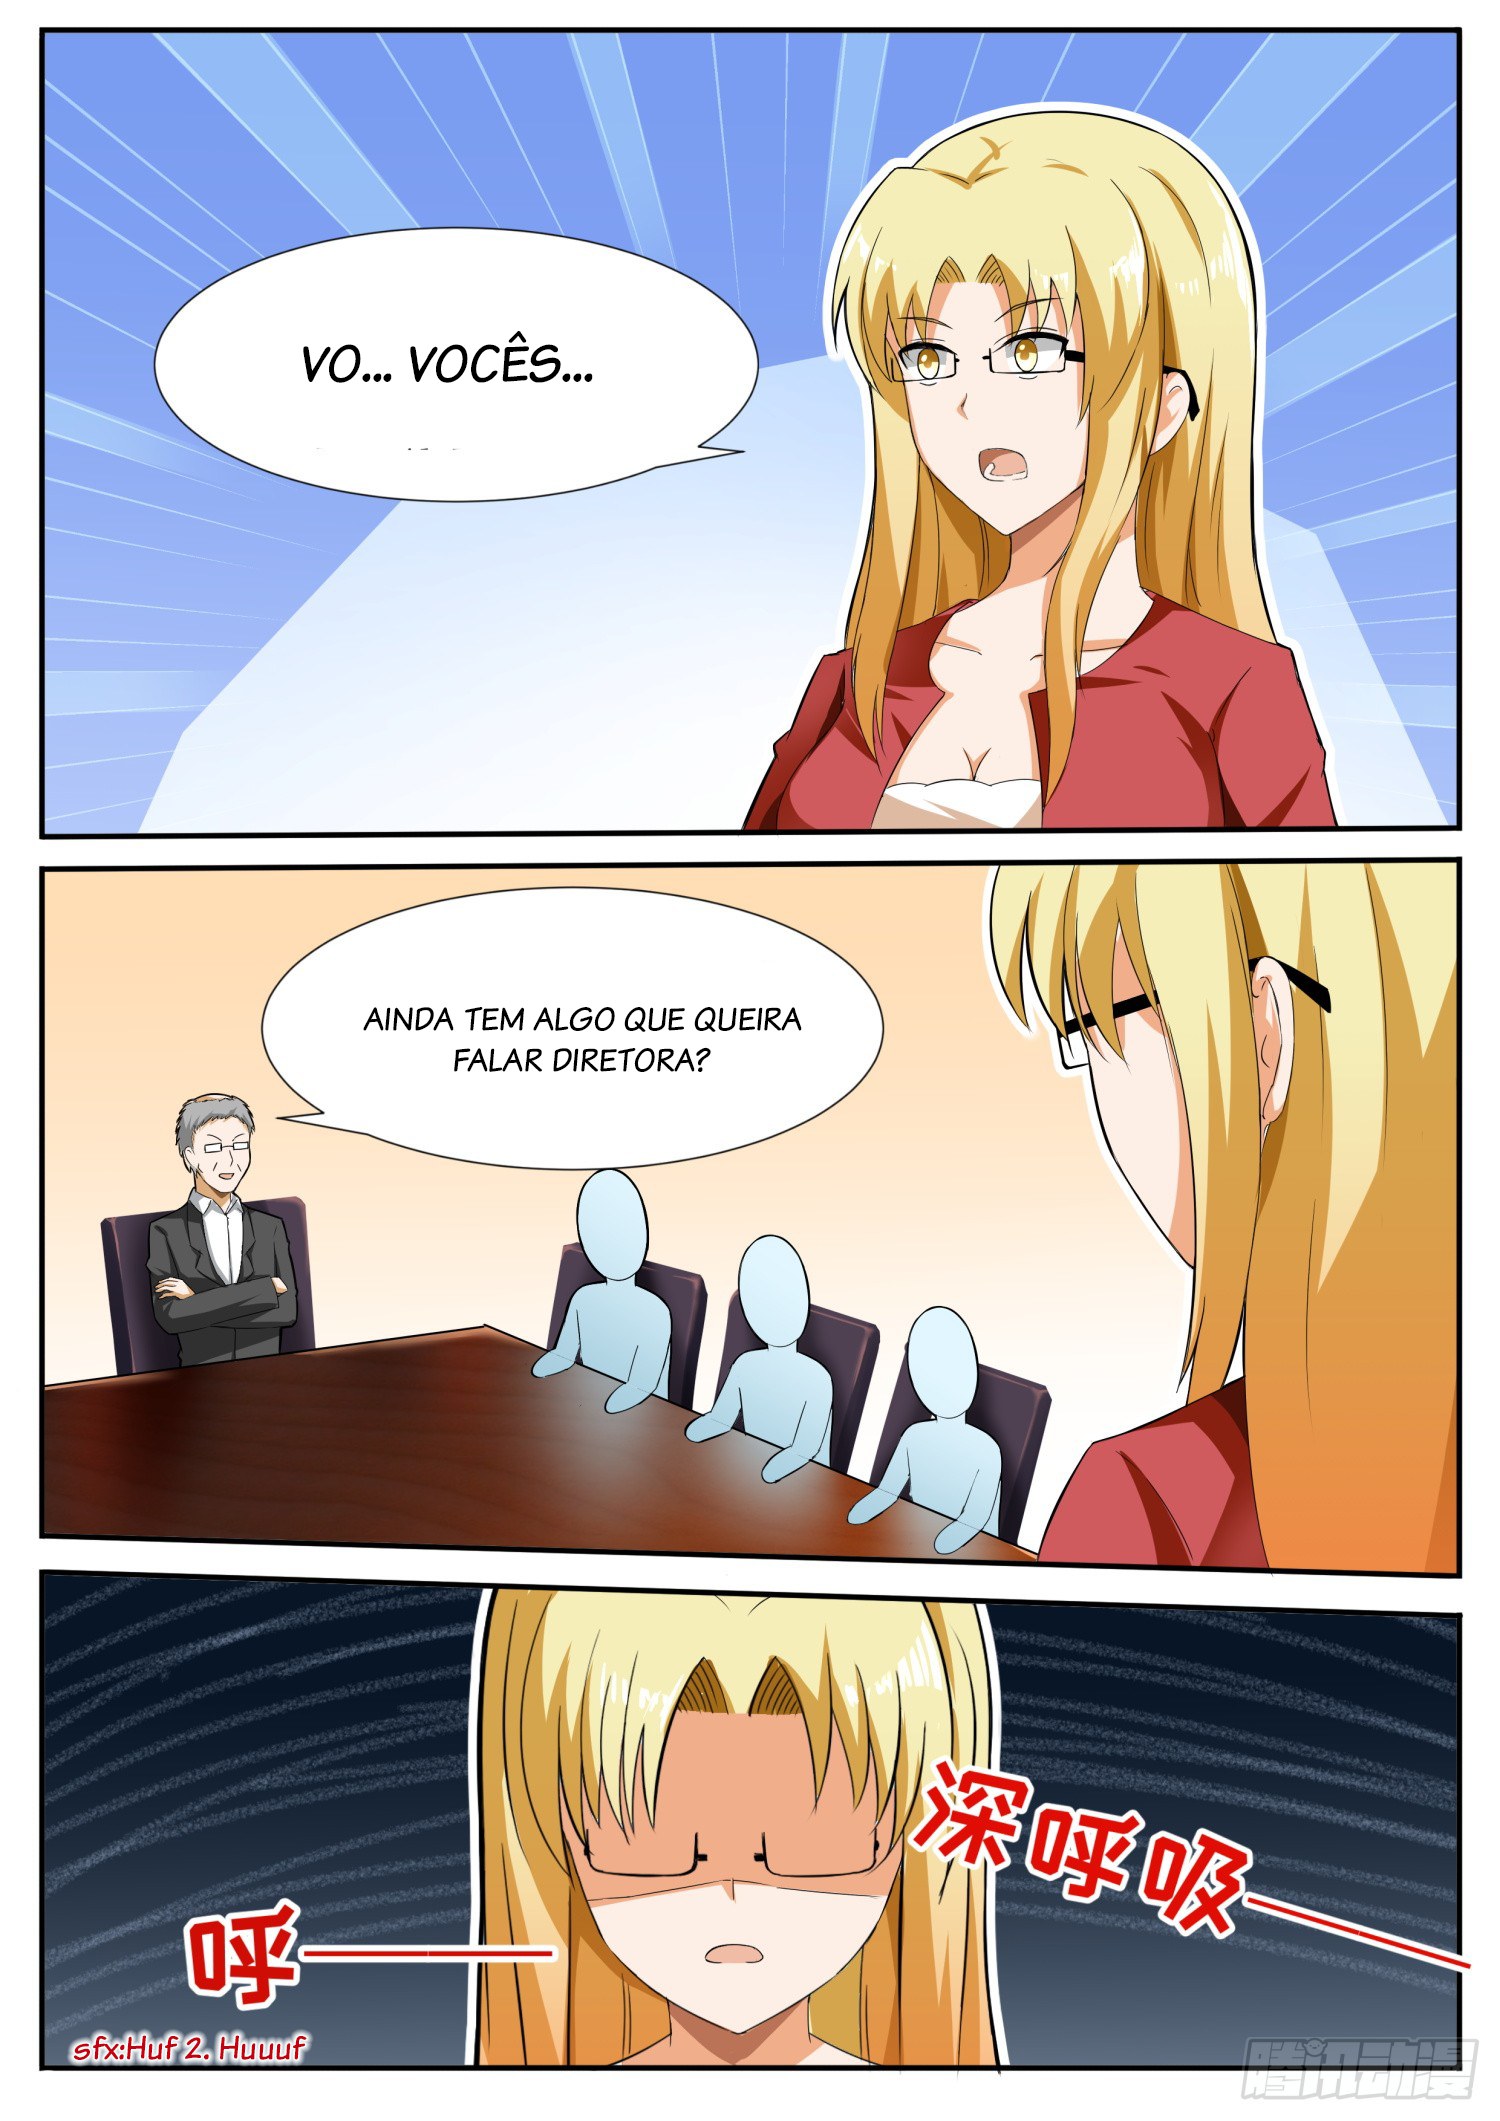 VO... VOCÊS...
AINDA TEM ALGO QUE QUEIRA
FALAR DIRETORA?
深呼吸——
呼——
sfx:Huf 2. Huuuf
腾讯动漫